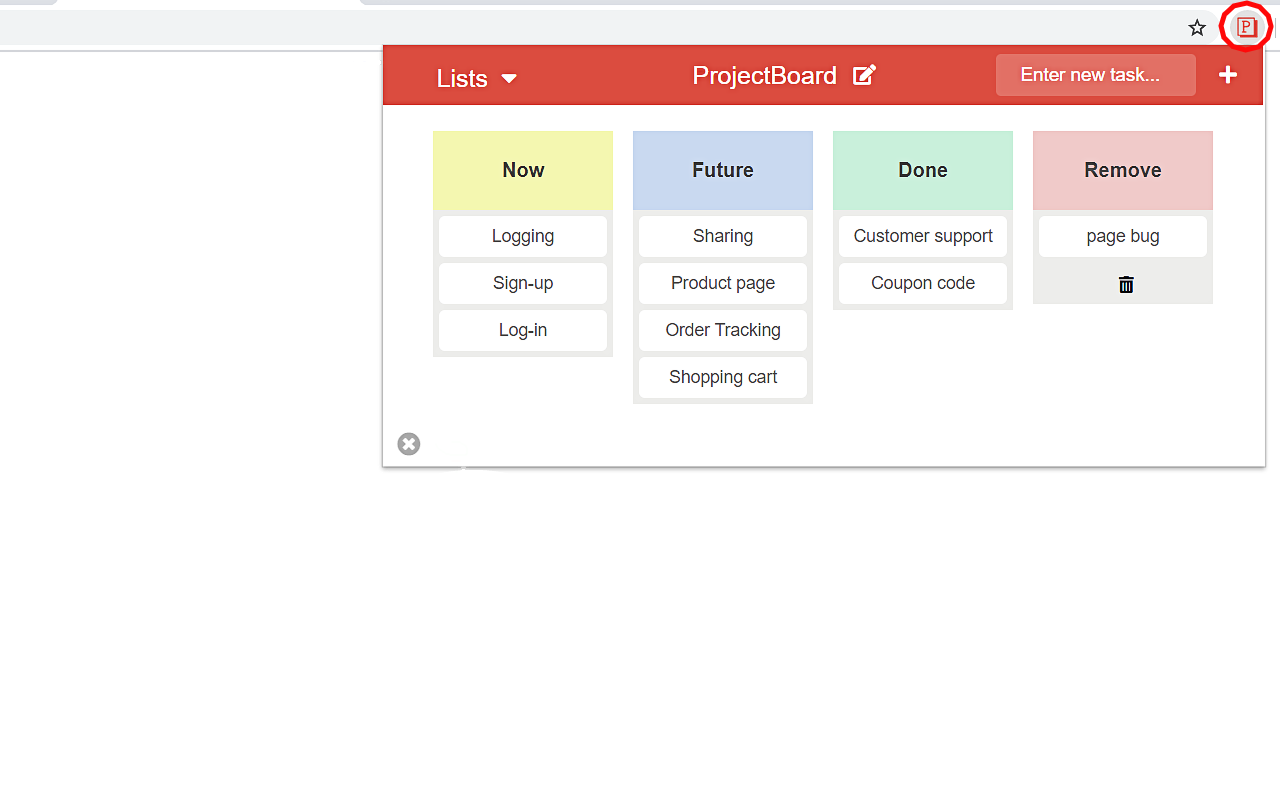 P
Lists
ProjectBoard
Enter new task...
Now
Logging
Sign-up
Log-in
Future
Sharing
Product page
Order Tracking
Shopping cart
Done
Customer support
Coupon code
Remove
page bug